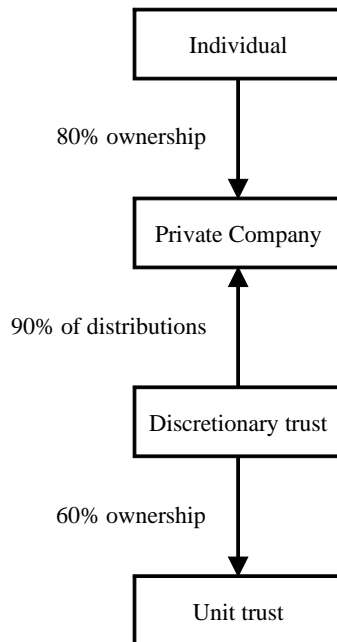 Individual
80% ownership
Private Company
90% of distributions
Discretionary trust
60% ownership
Unit trust